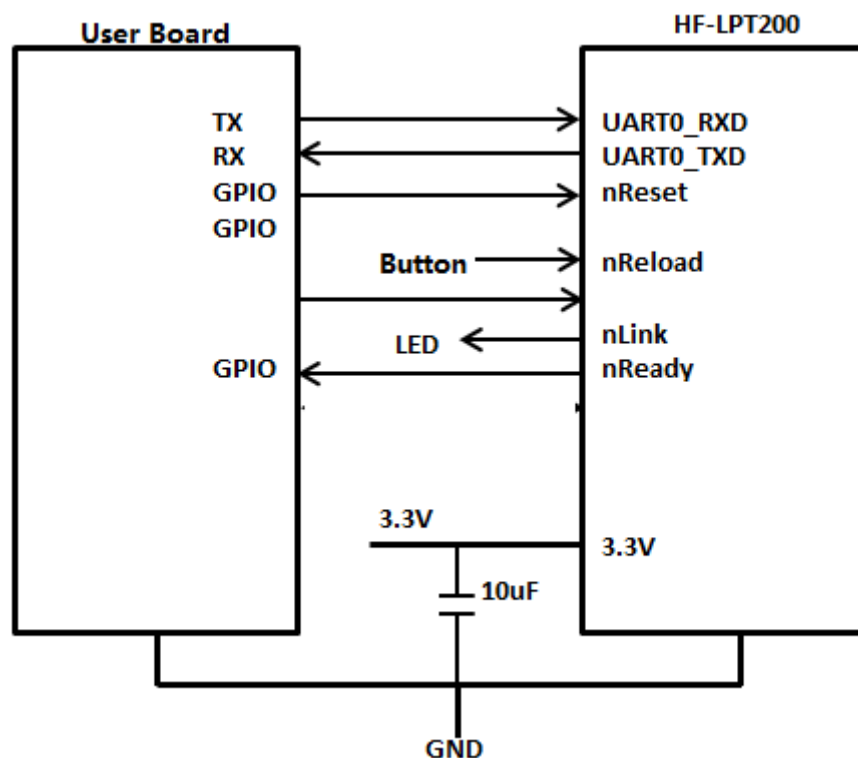 User Board
HF-LPT200
TX
UART0_RXD
RX
UART0_TXD
GPIO
nReset
GPIO
Button
nReload
LED
nLink
GPIO
nReady
3.3V
3.3V
10uF
GND